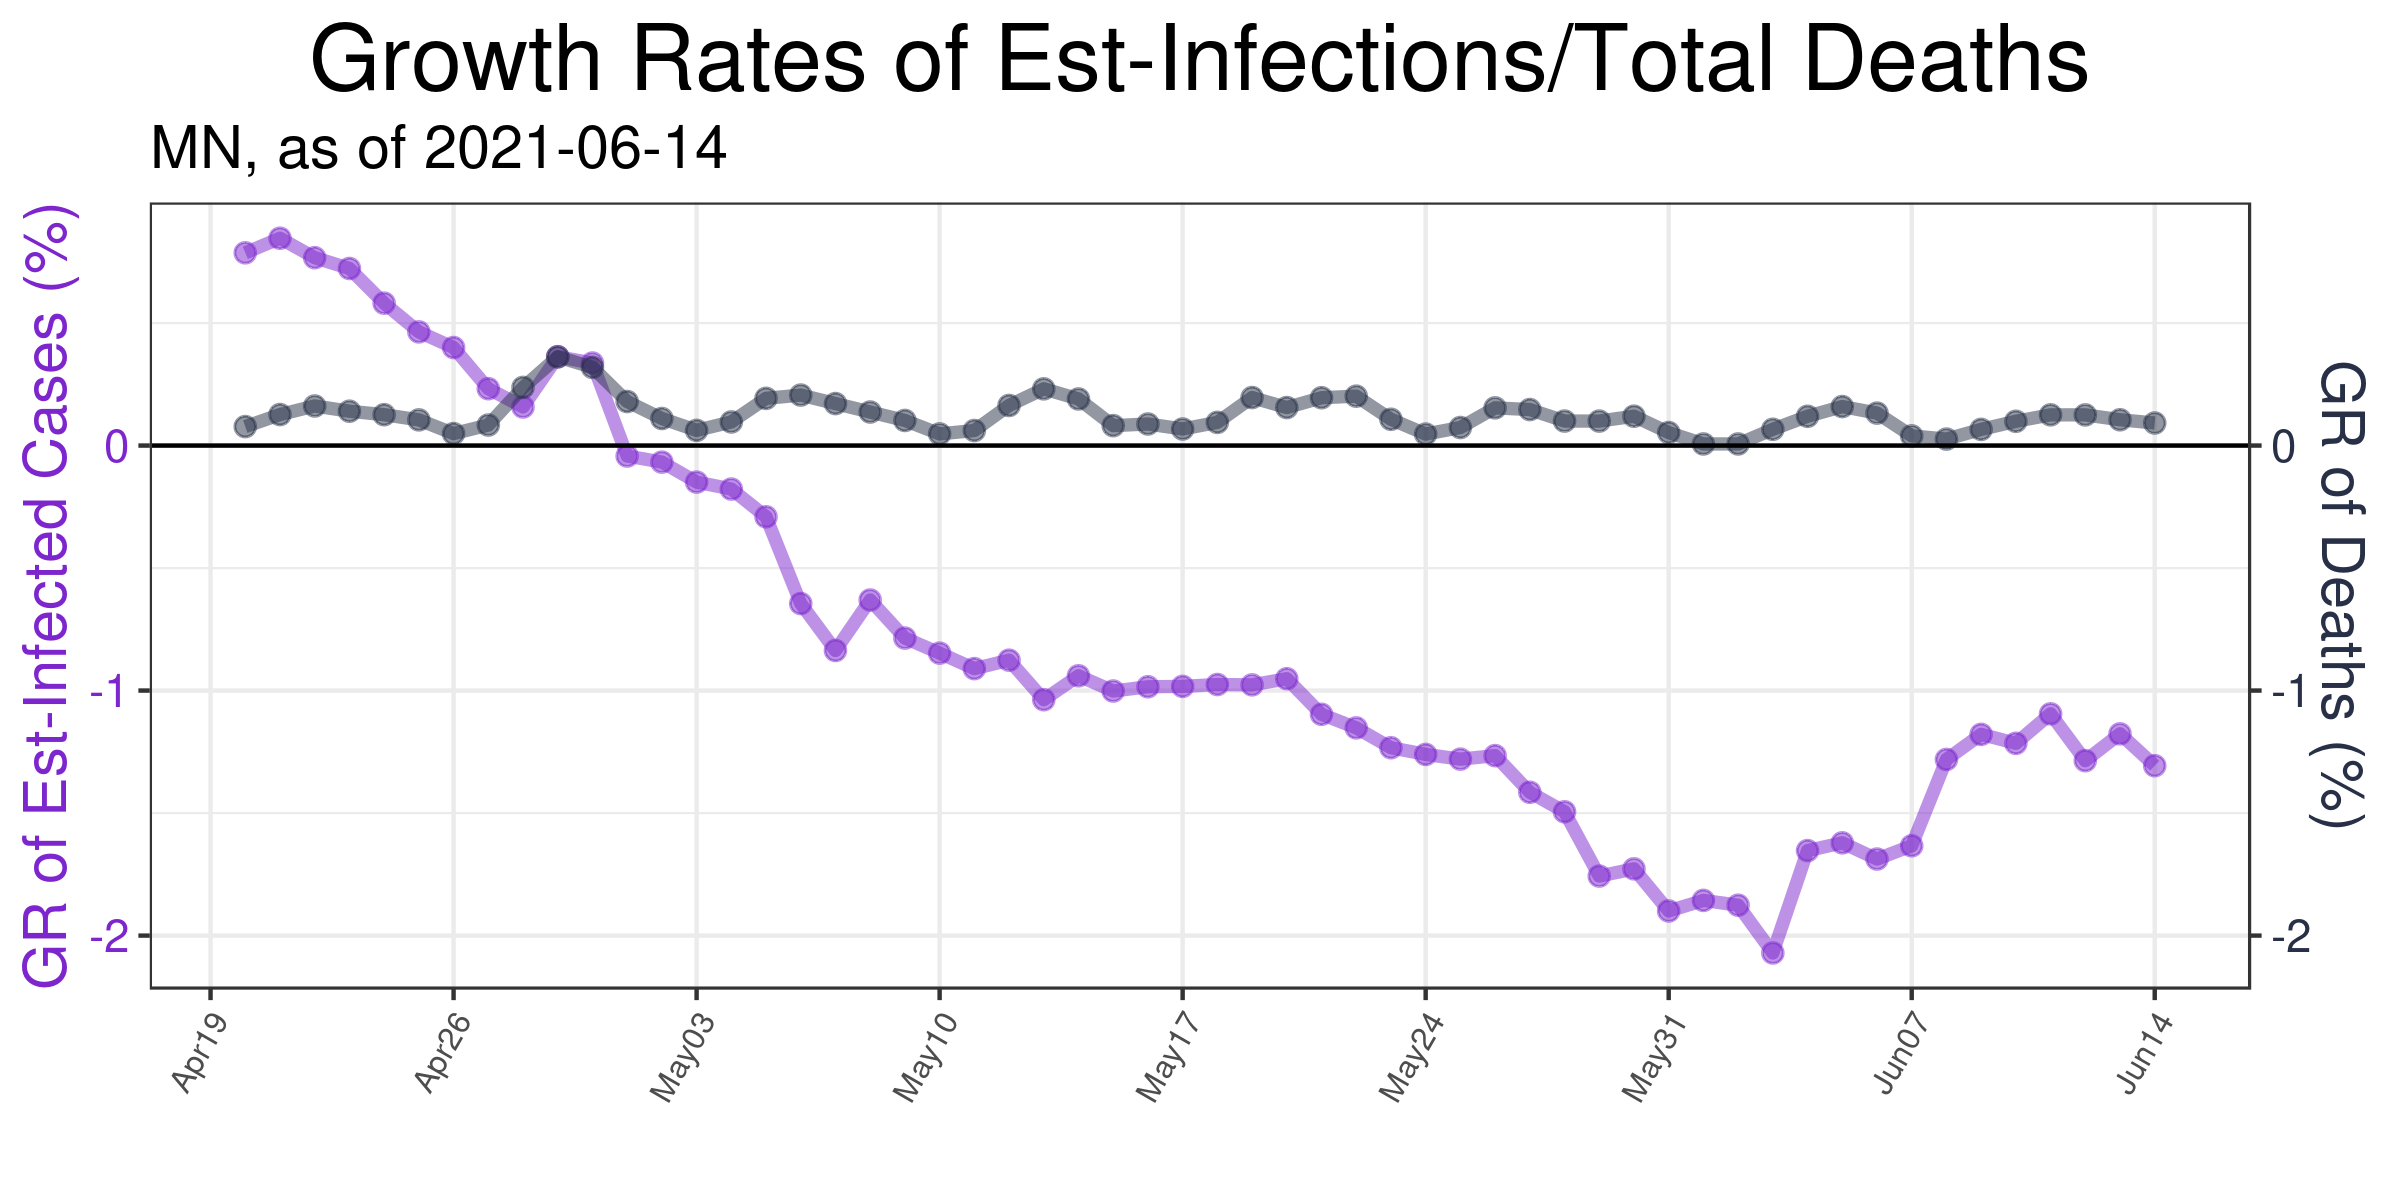 Growth Rates of Est-Infections/Total Deaths
MN, as of 2021-06-14
GR of Est-Infected Cases (%)
0
-1
-2
0
-1
-2
GR of Deaths (%)
Apr19
Apr26
May03
May10
May17
May24
May31
Jun07
Jun14